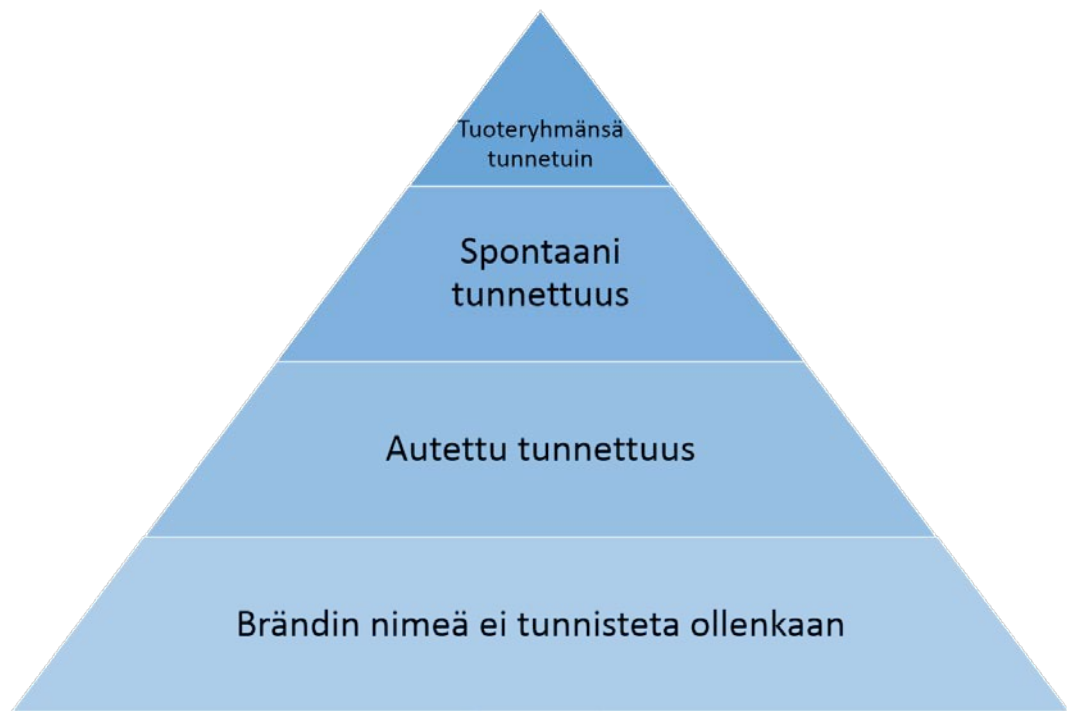 Tuoteryhmänsä
tunnetuin
Spontaani
tunnettuus
Autettu tunnettuus
Brändin nimeä ei tunnisteta ollenkaan